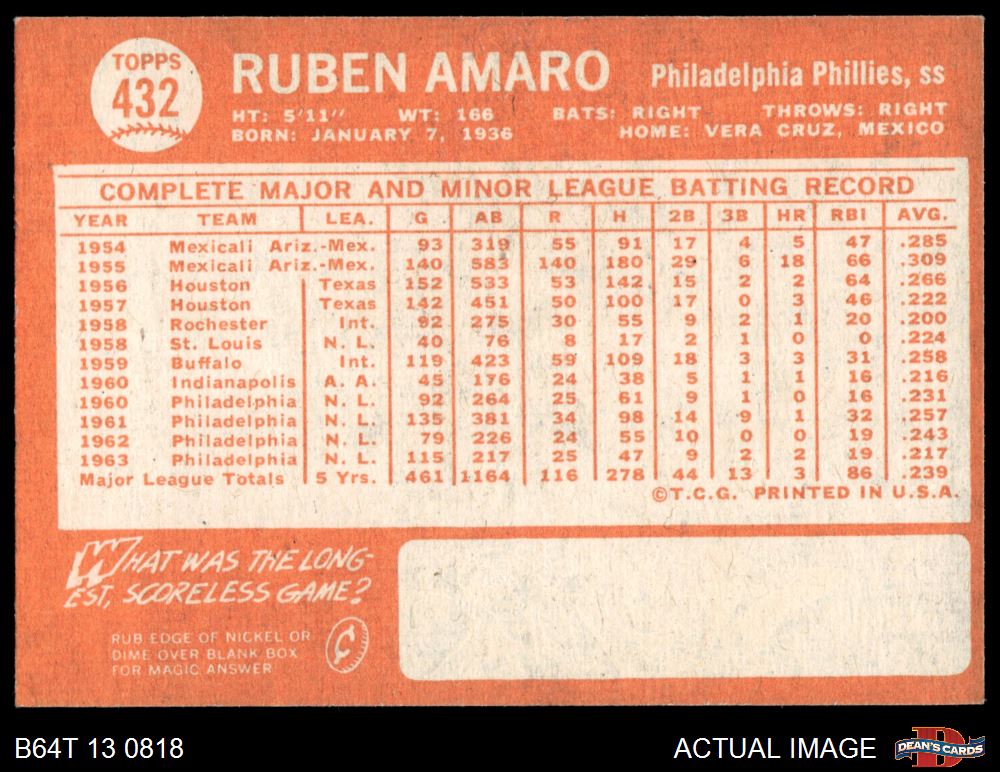 TOPPS
432
RUBEN AMARO
Philadelphia Phillies, ss
HT: 5'11" WT: 166 BATS: RIGHT THROWS: RIGHT
BORN: JANUARY 7, 1936 HOME: VERA CRUZ, MEXICO
COMPLETE MAJOR AND MINOR LEAGUE BATTING RECORD
YEAR TEAM LEA. G AB R H 2B 3B HR RBI AVG.
1954 Mexicali Ariz.-Mex. 93 319 55 91 17 4 5 47 .285
1955 Mexicali Ariz.-Mex. 140 583 140 180 29 6 18 66 .309
1956 Houston Texas 152 533 53 142 15 2 2 64 .266
1957 Houston Texas 142 451 50 100 17 0 3 46 .222
1958 Rochester Int. 92 275 30 55 9 2 1 20 .200
1958 St. Louis N. L. 40 76 8 17 2 1 0 0 .224
1959 Buffalo Int. 119 423 59 109 18 3 3 31 .258
1960 Indianapolis A. A. 45 176 24 38 5 1 1 16 .216
1960 Philadelphia N. L. 92 264 25 61 9 1 0 16 .231
1961 Philadelphia N. L. 135 381 34 98 14 9 1 32 .257
1962 Philadelphia N. L. 79 226 24 55 10 0 0 19 .243
1963 Philadelphia N. L. 115 217 25 47 9 2 2 19 .217
Major League Totals 5 Yrs. 461 1164 116 278 44 13 3 86 .239
©T.C.G. PRINTED IN U.S.A.
WHAT WAS THE LONG-
EST, SCORELESS GAME?
RUB EDGE OF NICKEL OR
DIME OVER BLANK BOX
FOR MAGIC ANSWER
¢
B64T 13 0818
ACTUAL IMAGE
DEAN'S CARDS